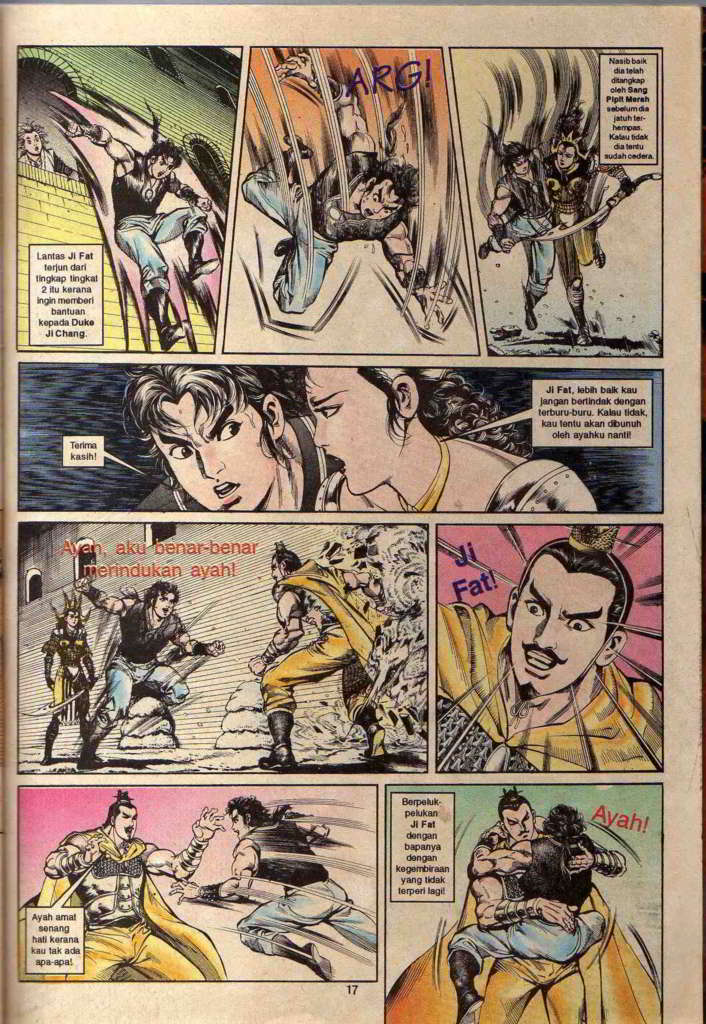 Lantas Ji Fat
terjun dari
tingkap tingkat
2 itu kerana
ingin memberi
bantuan
kepada Duke
Ji Chang.
ARG!
Nasib baik
dia telah
ditangkap
oleh Sang
Pipit Merah
sebelum dia
jatuh ter-
hempas.
Kalau tidak
dia tentu
sudah cedera.
Terima
kasih!
Ji Fat, lebih baik kau
jangan bertindak dengan
terburu-buru. Kalau tidak,
kau tentu akan dibunuh
oleh ayahku nanti!
Ayah, aku benar-benar
merindukan ayah!
Ji
Fat!
Ayah amat
senang
hati kerana
kau tak ada
apa-apa!
Berpeluk-
pelukan
Ji Fat
dengan
bapanya
dengan
kegembiraan
yang tidak
terperi lagi!
Ayah!
17